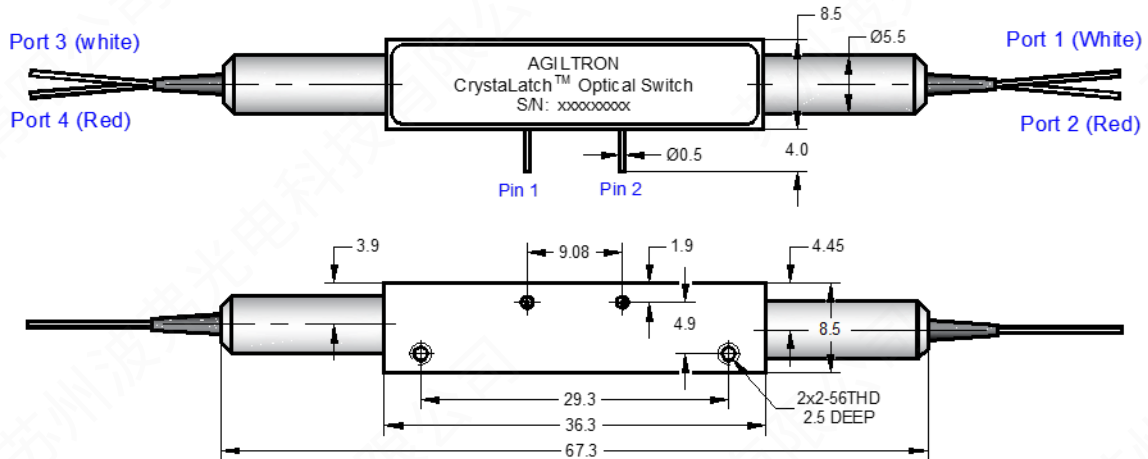 Port 3 (white)
Port 4 (Red)
AGILTRON
CrystaLatch™ Optical Switch
S/N: xxxxxxxxx
8.5
Ø5.5
Port 1 (White)
Port 2 (Red)
Ø0.5
4.0
Pin 1
Pin 2
3.9
9.08
1.9
4.45
4.9
8.5
29.3
2x2-56THD
2.5 DEEP
36.3
67.3